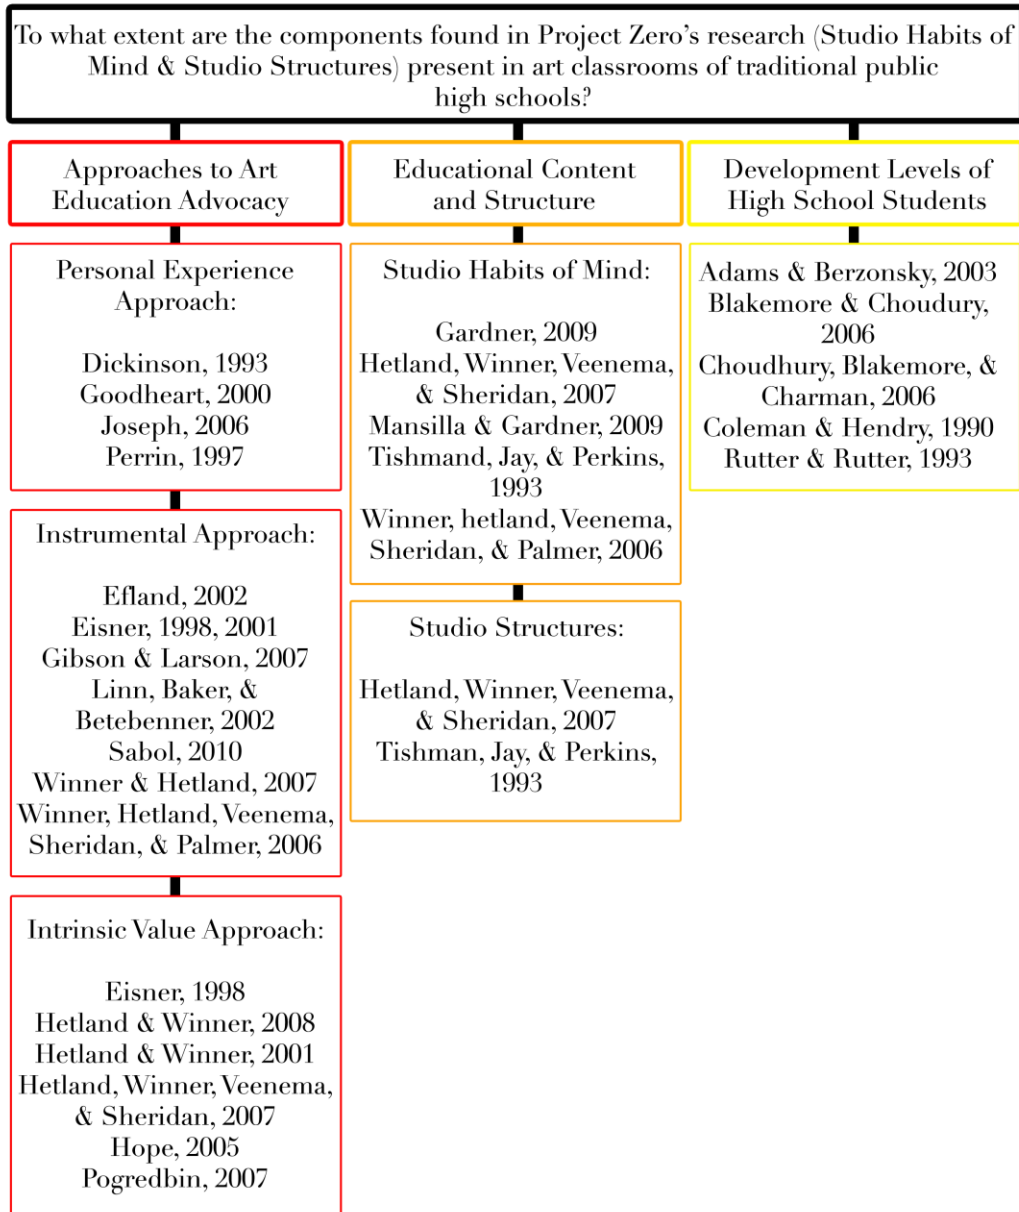 To what extent are the components found in Project Zero's research (Studio Habits of
Mind & Studio Structures) present in art classrooms of traditional public
high schools?
Approaches to Art
Education Advocacy
Personal Experience
Approach:
Dickinson, 1993
Goodheart, 2000
Joseph, 2006
Perrin, 1997
Instrumental Approach:
Efland, 2002
Eisner, 1998, 2001
Gibson & Larson, 2007
Linn, Baker, &
Betebenner, 2002
Sabol, 2010
Winner & Hetland, 2007
Winner, Hetland, Veenema,
Sheridan, & Palmer, 2006
Intrinsic Value Approach:
Eisner, 1998
Hetland & Winner, 2008
Hetland & Winner, 2001
Hetland, Winner, Veenema,
& Sheridan, 2007
Hope, 2005
Pogredbin, 2007
Educational Content
and Structure
Studio Habits of Mind:
Gardner, 2009
Hetland, Winner, Veenema,
& Sheridan, 2007
Mansilla & Gardner, 2009
Tishmand, Jay, & Perkins,
1993
Winner, hetland, Veenema,
Sheridan, & Palmer, 2006
Studio Structures:
Hetland, Winner, Veenema,
& Sheridan, 2007
Tishman, Jay, & Perkins,
1993
Development Levels of
High School Students
Adams & Berzonsky, 2003
Blakemore & Choudury,
2006
Choudhury, Blakemore, &
Charman, 2006
Coleman & Hendry, 1990
Rutter & Rutter, 1993